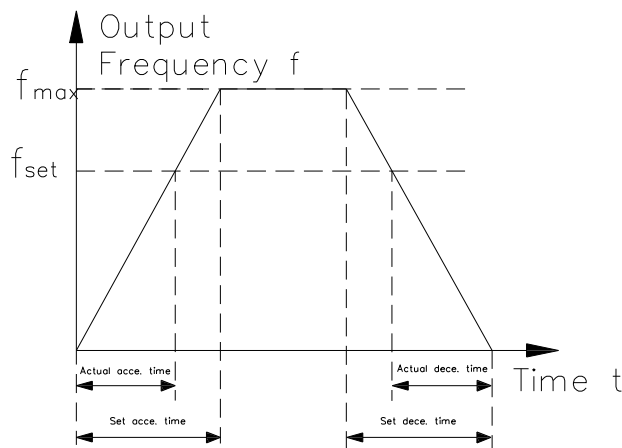 Output
Frequency f
fmax
fset
Actual acce. time
Actual dece. time
Time t
Set acce. time
Set dece. time